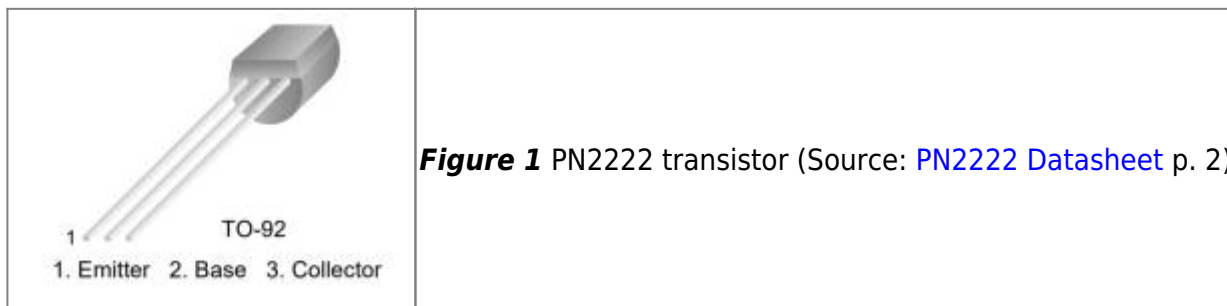 1
TO-92
1. Emitter 2. Base 3. Collector
Figure 1 PN2222 transistor (Source: PN2222 Datasheet p. 2)